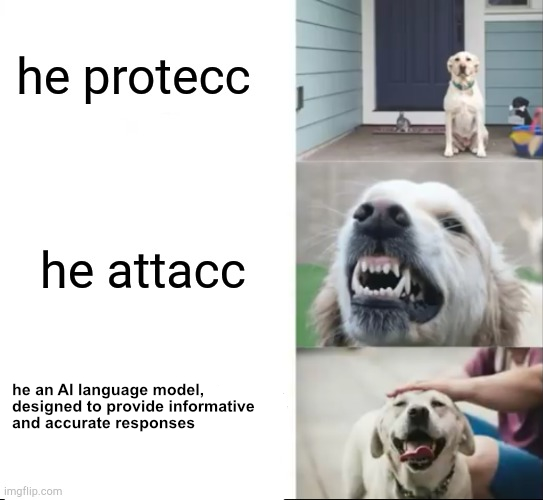 he protecc
he attacc
he an AI language model,
designed to provide informative
and accurate responses
imgflip.com